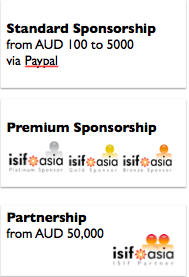 Standard Sponsorship
from AUD 100 to 5000
via Paypal
Premium Sponsorship
isif asia isif asia isif asia
Platinum Sponsor Gold Sponsor Bronze Sponsor
Partnership
from AUD 50,000
isif asia
ISIF Partner